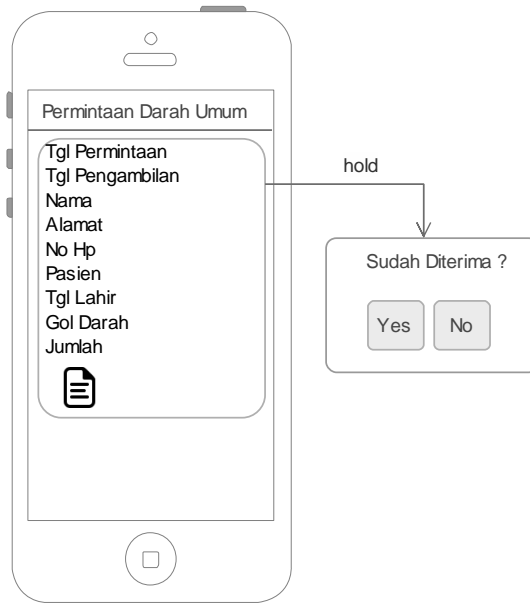 Permintaan Darah Umum
Tgl Permintaan
Tgl Pengambilan
Nama
Alamat
No Hp
Pasien
Tgl Lahir
Gol Darah
Jumlah
hold
Sudah Diterima ?
Yes No